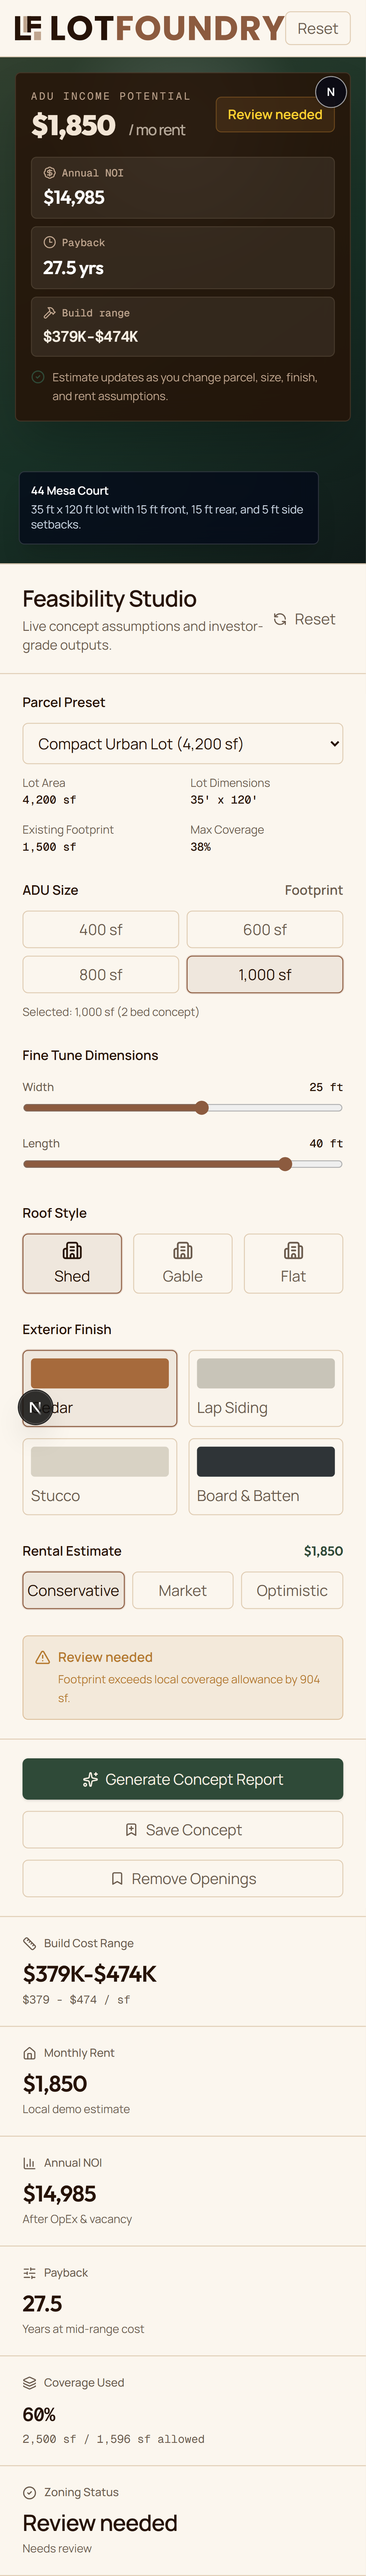 LF LOTFOUNDRY Reset
N
ADU INCOME POTENTIAL
$1,850 / mo rent
Review needed
Annual NOI
$14,985
Payback
27.5 yrs
Build range
$379K-$474K
Estimate updates as you change parcel, size, finish,
and rent assumptions.
44 Mesa Court
35 ft x 120 ft lot with 15 ft front, 15 ft rear, and 5 ft side
setbacks.
Feasibility Studio
Live concept assumptions and investor-
grade outputs.
Reset
Parcel Preset
Compact Urban Lot (4,200 sf)
Lot Area Lot Dimensions
4,200 sf 35' x 120'
Existing Footprint Max Coverage
1,500 sf 38%
ADU Size Footprint
400 sf 600 sf
800 sf 1,000 sf
Selected: 1,000 sf (2 bed concept)
Fine Tune Dimensions
Width 25 ft
Length 40 ft
Roof Style
Shed Gable Flat
Exterior Finish
N edar Lap Siding
Stucco Board & Batten
Rental Estimate $1,850
Conservative Market Optimistic
Review needed
Footprint exceeds local coverage allowance by 904
sf.
Generate Concept Report
Save Concept
Remove Openings
Build Cost Range
$379K-$474K
$379 - $474 / sf
Monthly Rent
$1,850
Local demo estimate
Annual NOI
$14,985
After OpEx & vacancy
Payback
27.5
Years at mid-range cost
Coverage Used
60%
2,500 sf / 1,596 sf allowed
Zoning Status
Review needed
Needs review